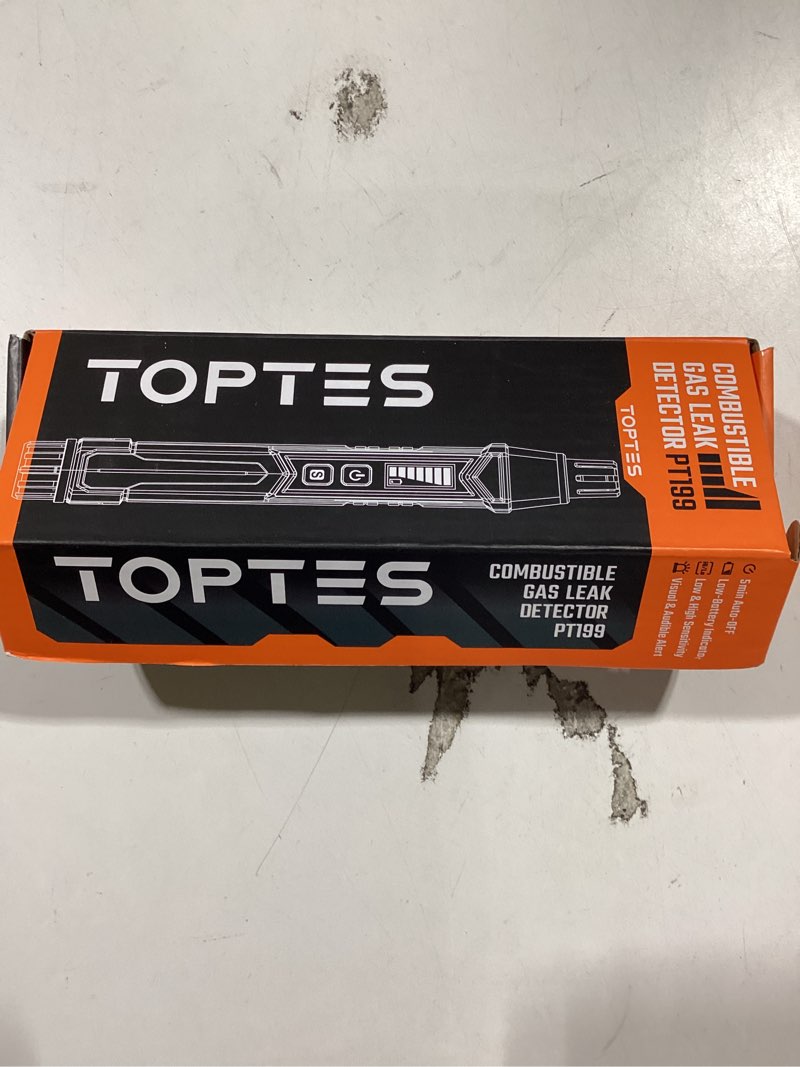 TOPTES
S
TOPTES
COMBUSTIBLE
GAS LEAK
DETECTOR PT199
TOPTES
COMBUSTIBLE
GAS LEAK
DETECTOR
PT199
5min Auto-OFF
Low-Battery Indicator
Low & High Sensitivity
Visual & Audible Alers